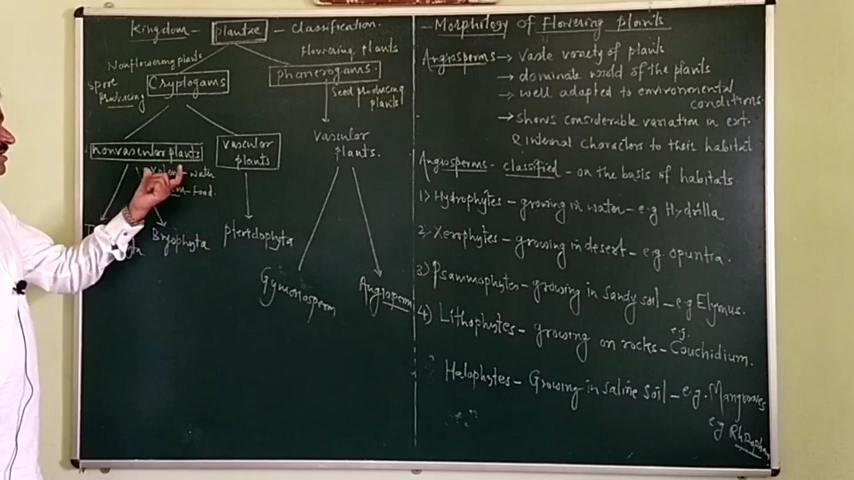 Kingdom - plantae - classification.
Nonflowering plants
Flowering plants
Cryptogams
phanerogams.
spore
producing
Seed producing
plants!
nonvascular plants
vascular
plants
vascular
plants.
water
Food.
Bryophyta
pteridophyta
Gymonosperm
Angiosperm
Morphology of flowering plants
Angiosperms → Vaste variety of plants
→ dominate world of the plants
→ well adapted to environmental
conditions.
→ Shows considerable variation in ext.
& internal characters to their habitat
Angiosperms - classified - on the basis of habitats
1) Hydrophytes - growing in water - e.g Hydrilla
2) Xerophytes - growing in desert - e.g. opuntia.
3) Psammophytes - growing in Sandy soil - e.g Elymus.
4) Lithophytes - growing on rocks - e.g. Couchidium.
Halophytes - Growing in saline soil - e.g. Mangroves
e.g